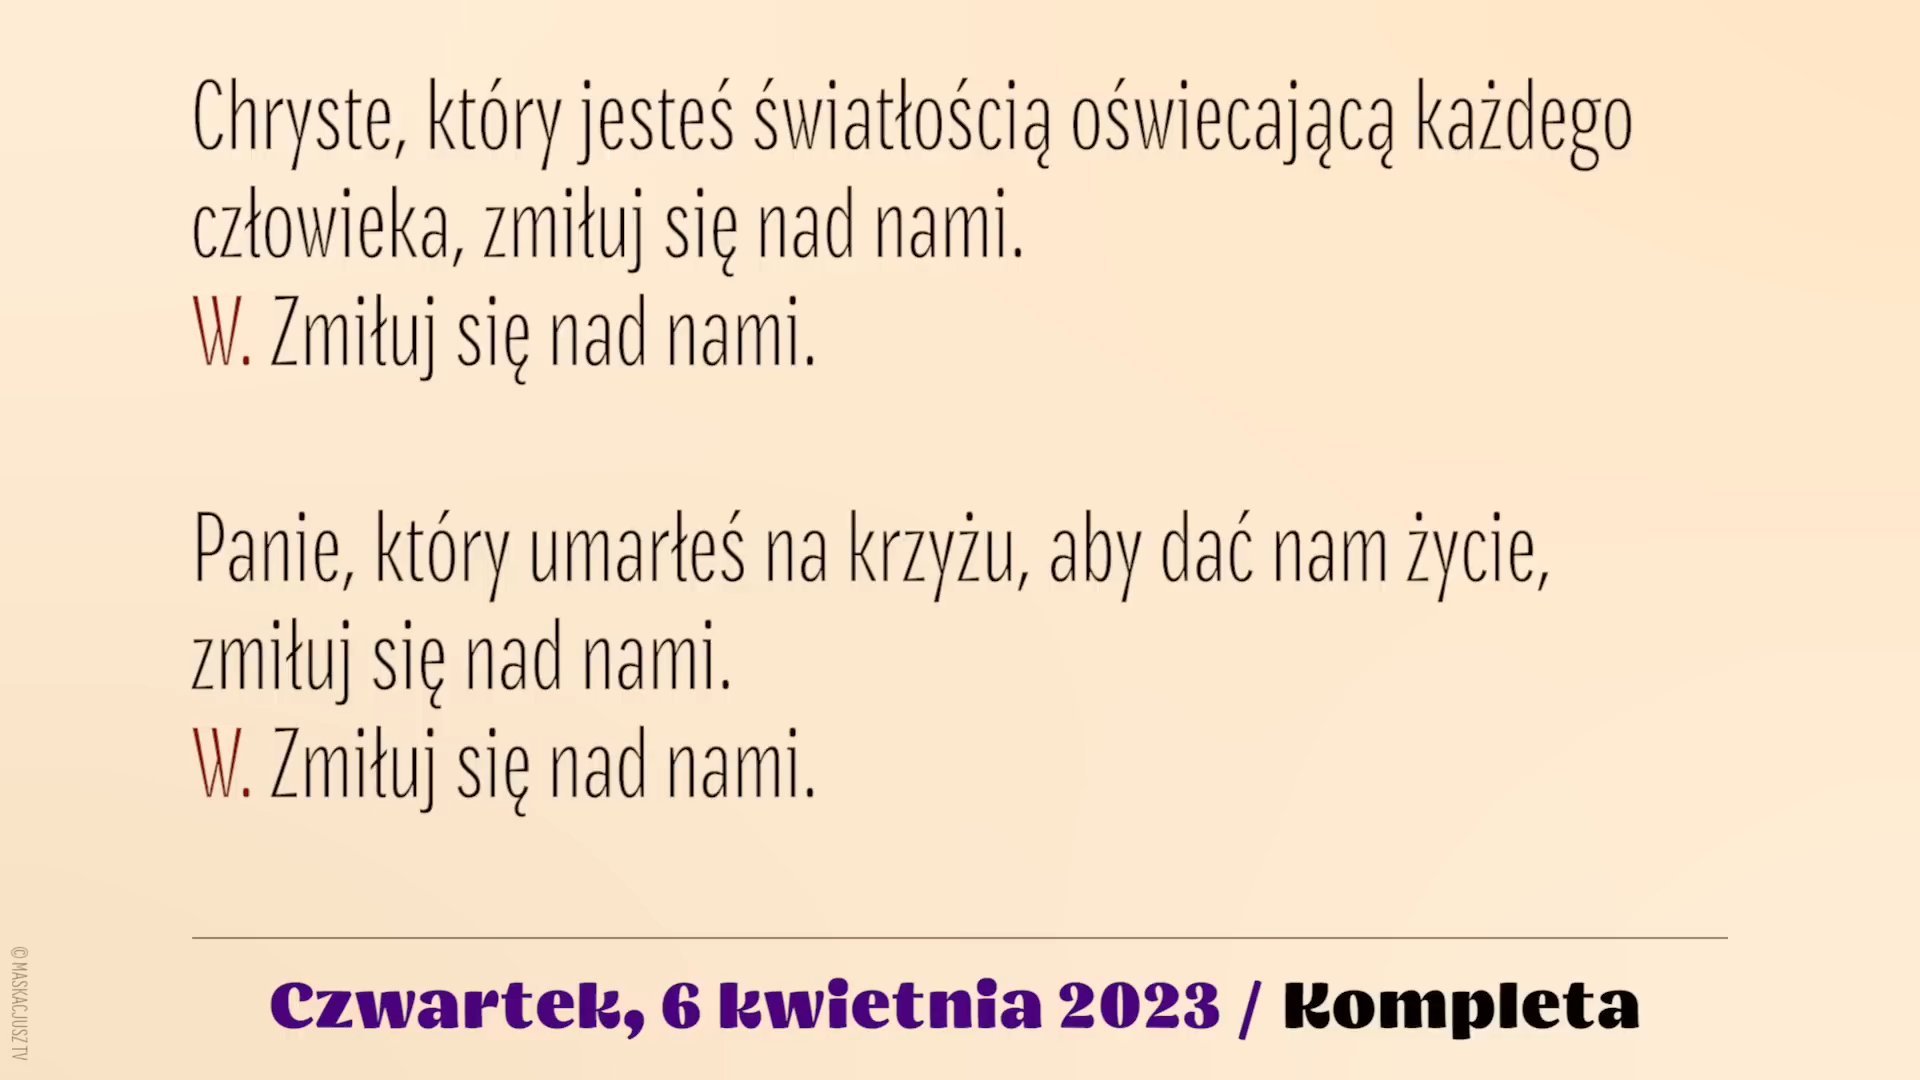 Chryste, który jesteś światłością oświecającą każdego
człowieka, zmiłuj się nad nami.
W. Zmiłuj się nad nami.
Panie, który umarłeś na krzyżu, aby dać nam życie,
zmiłuj się nad nami.
W. Zmiłuj się nad nami.
Czwartek, 6 kwietnia 2023 / Kompleta
© MASKACJUSZ TV